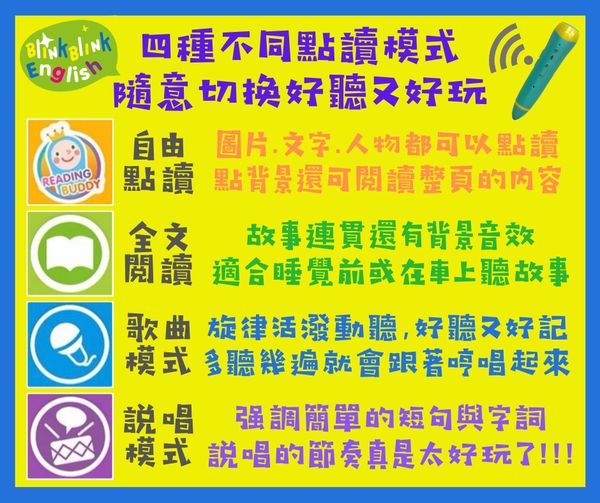 BlinkBlink
English
四種不同點讀模式
隨意切換好聽又好玩
READING
BUDDY
自由
點讀
圖片.文字.人物都可以點讀
點背景還可閱讀整頁的內容
全文
閱讀
故事連貫還有背景音效
適合睡覺前或在車上聽故事
歌曲
模式
旋律活潑動聽,好聽又好記
多聽幾遍就會跟著哼唱起來
說唱
模式
強調簡單的短句與字詞
說唱的節奏真是太好玩了!!!